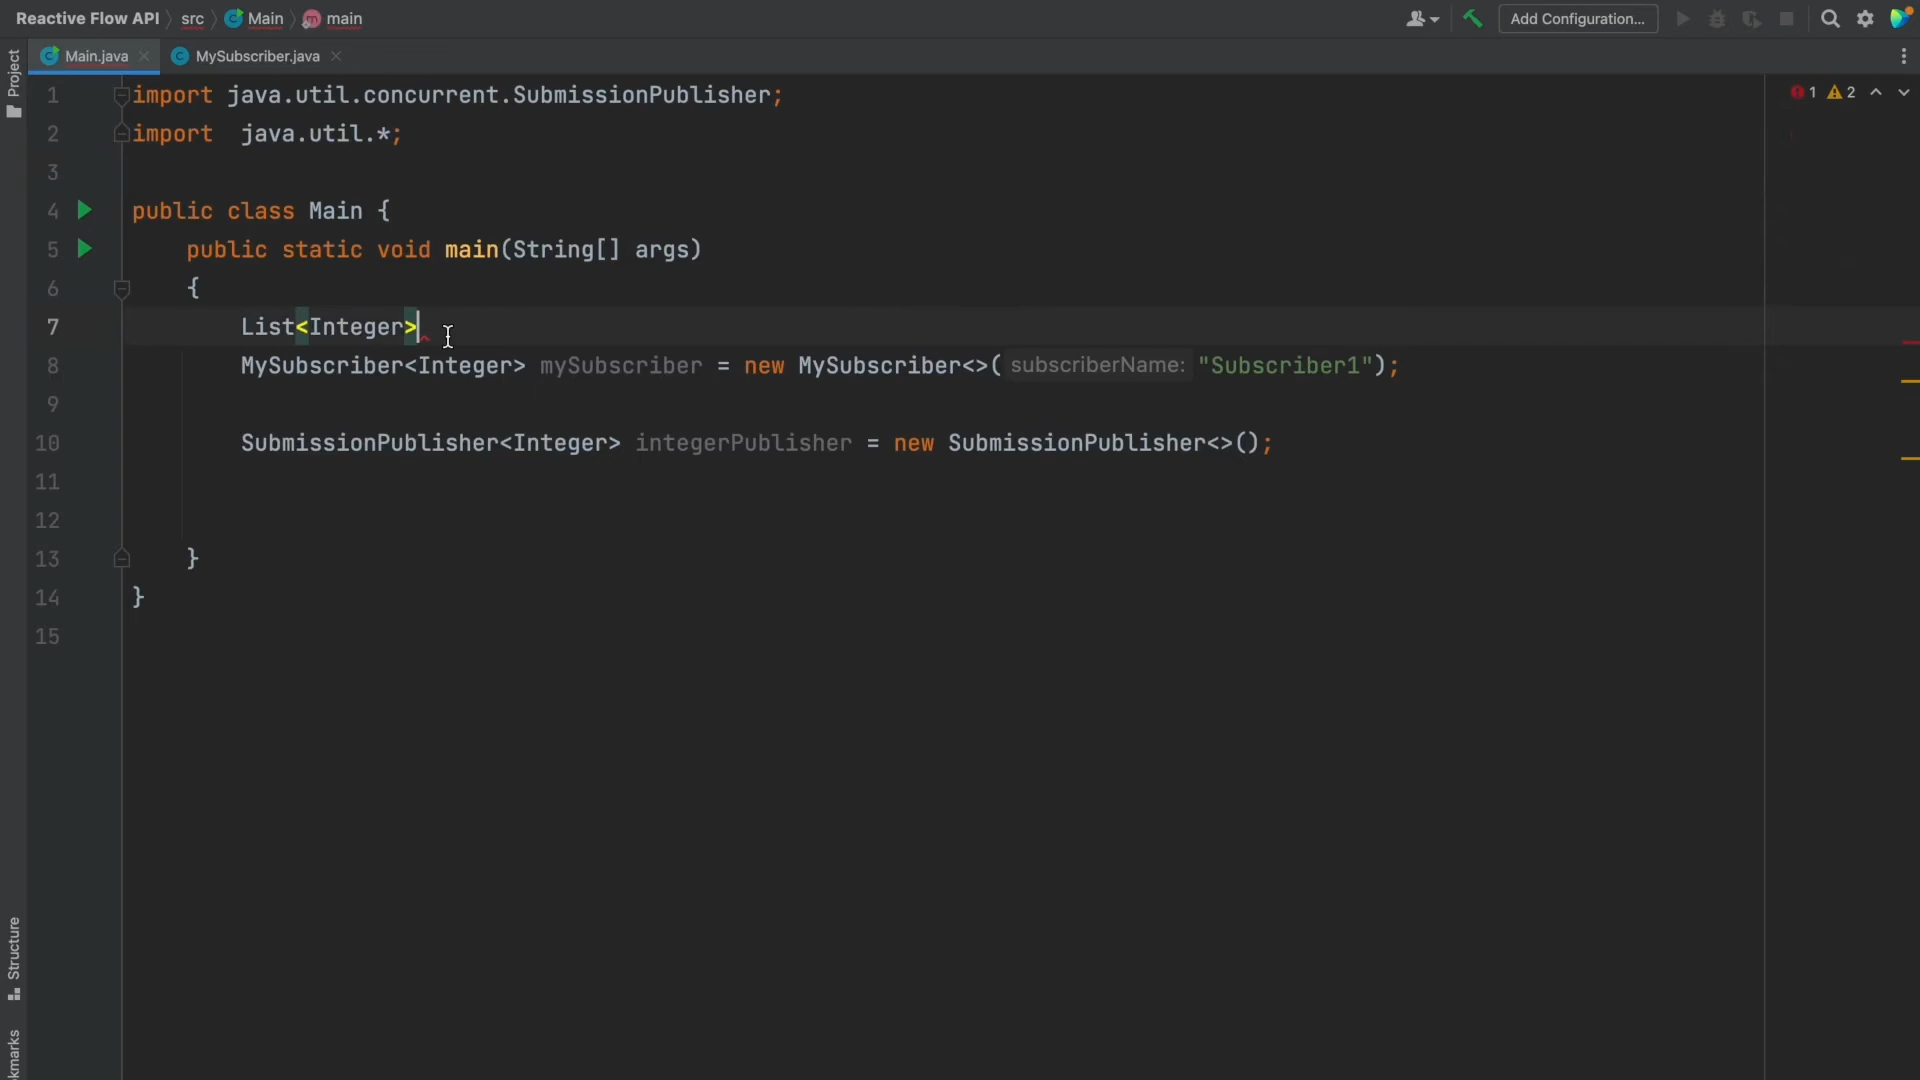 Reactive Flow API src Main main
Add Configuration...
Main.java MySubscriber.java
Project
1 import java.util.concurrent.SubmissionPublisher;
1 2
2 import  java.util.*;
3
4 public class Main {
5 public static void main(String[] args)
6 {
7 List<Integer>
8 MySubscriber<Integer> mySubscriber = new MySubscriber<>( subscriberName: "Subscriber1");
9
10 SubmissionPublisher<Integer> integerPublisher = new SubmissionPublisher<>();
11
12
13 }
14 }
15
Structure
kmarks